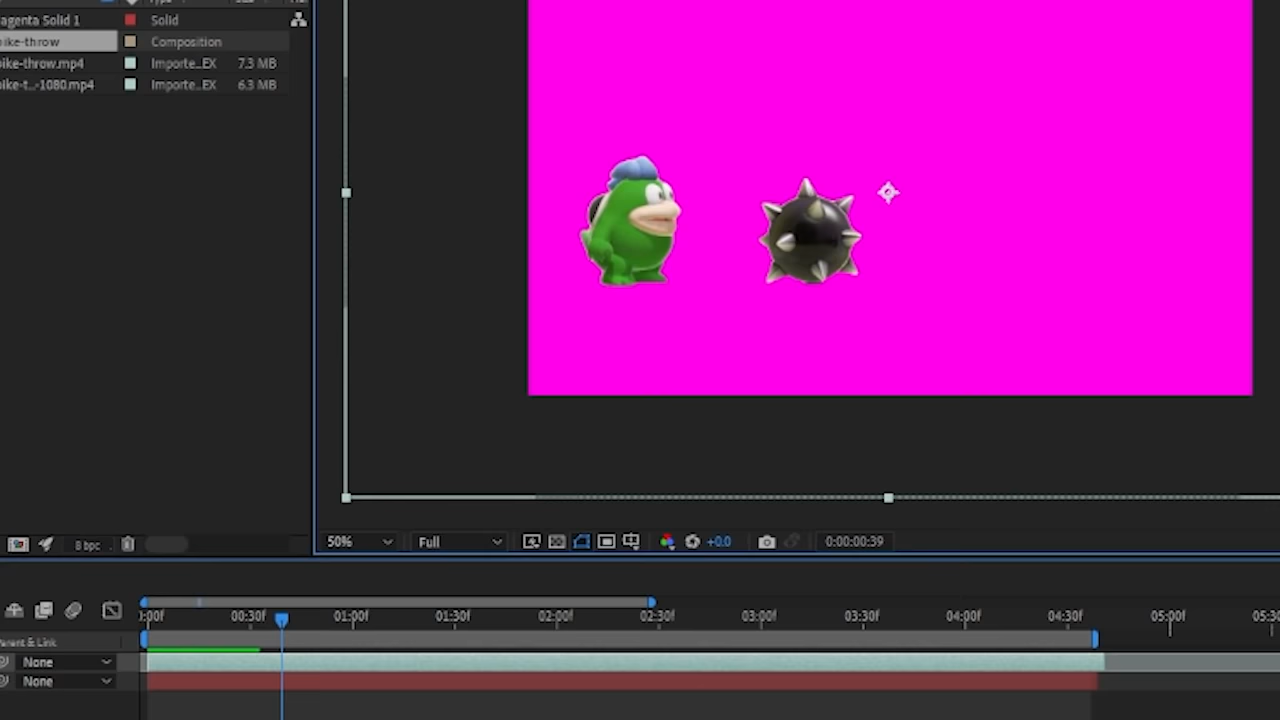 agenta Solid 1 Solid
ike-throw Composition
ike-throw.mp4 Importe...EX 7.3 MB
ike-t...-1080.mp4 Importe...EX 6.3 MB
8 bpc
50% Full +0.0 0:00:00:39
:00f 00:30f 01:00f 01:30f 02:00f 02:30f 03:00f 03:30f 04:00f 04:30f 05:00f 05:30
arent & Link
None
None